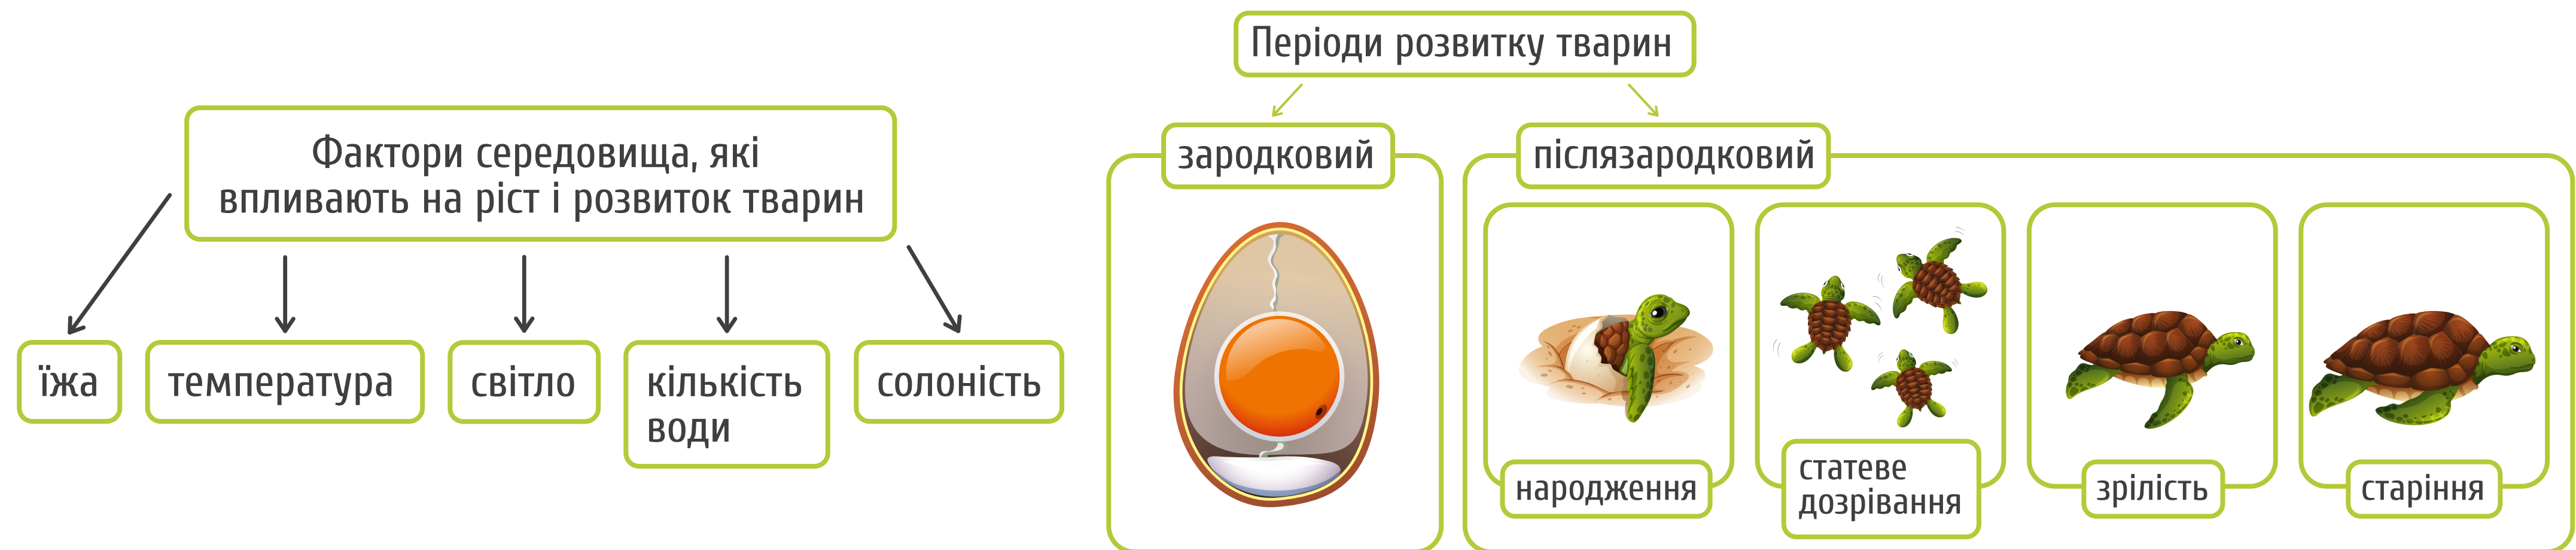 Фактори середовища, які
впливають на ріст і розвиток тварин
їжа
температура
світло
кількість
води
солоність
Періоди розвитку тварин
зародковий
післязародковий
народження
статеве
дозрівання
зрілість
старіння